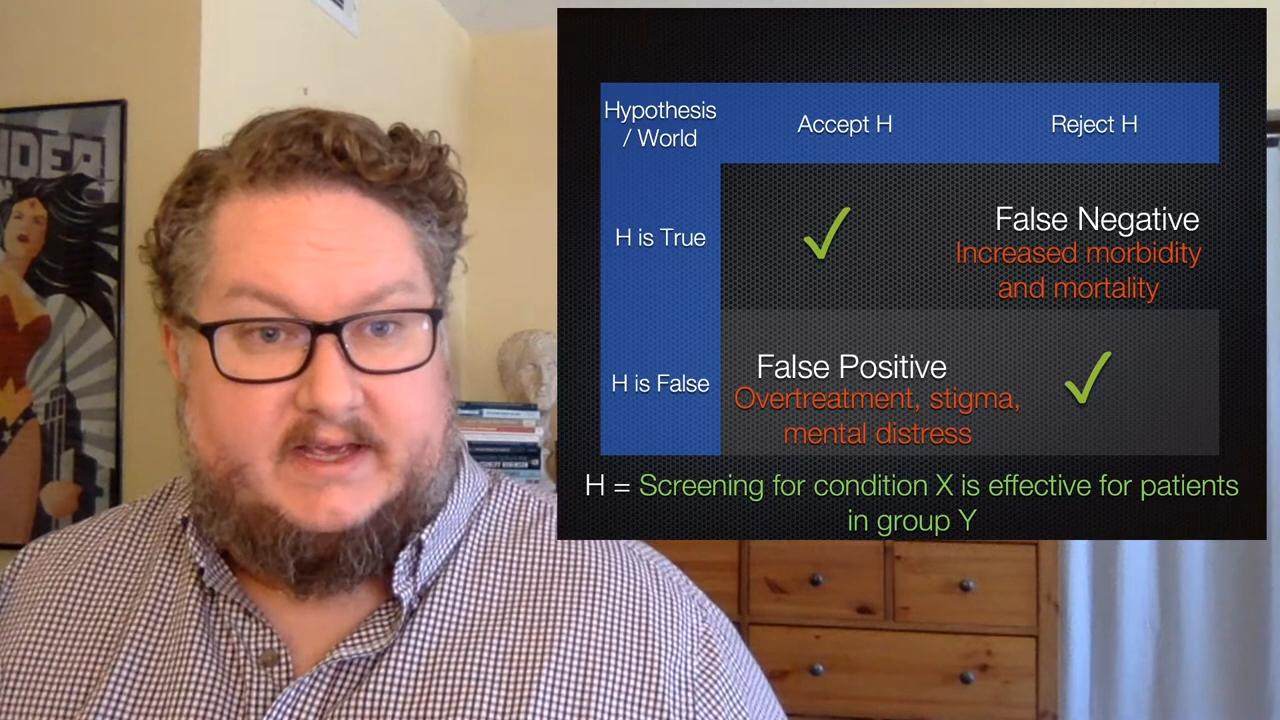 NDER
Hypothesis
/ World
Accept H
Reject H
H is True
✓
False Negative
Increased morbidity
and mortality
H is False
False Positive
Overtreatment, stigma,
mental distress
✓
H = Screening for condition X is effective for patients
in group Y